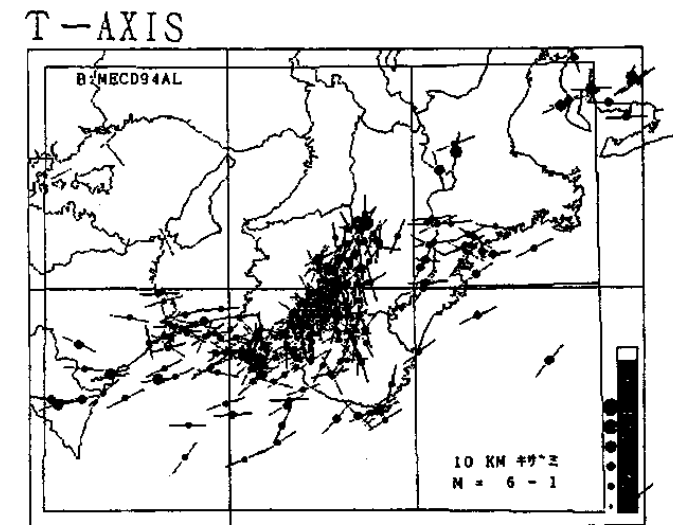 T-AXIS
B:MECD94AL
10 KM キザミ
M = 6 - 1